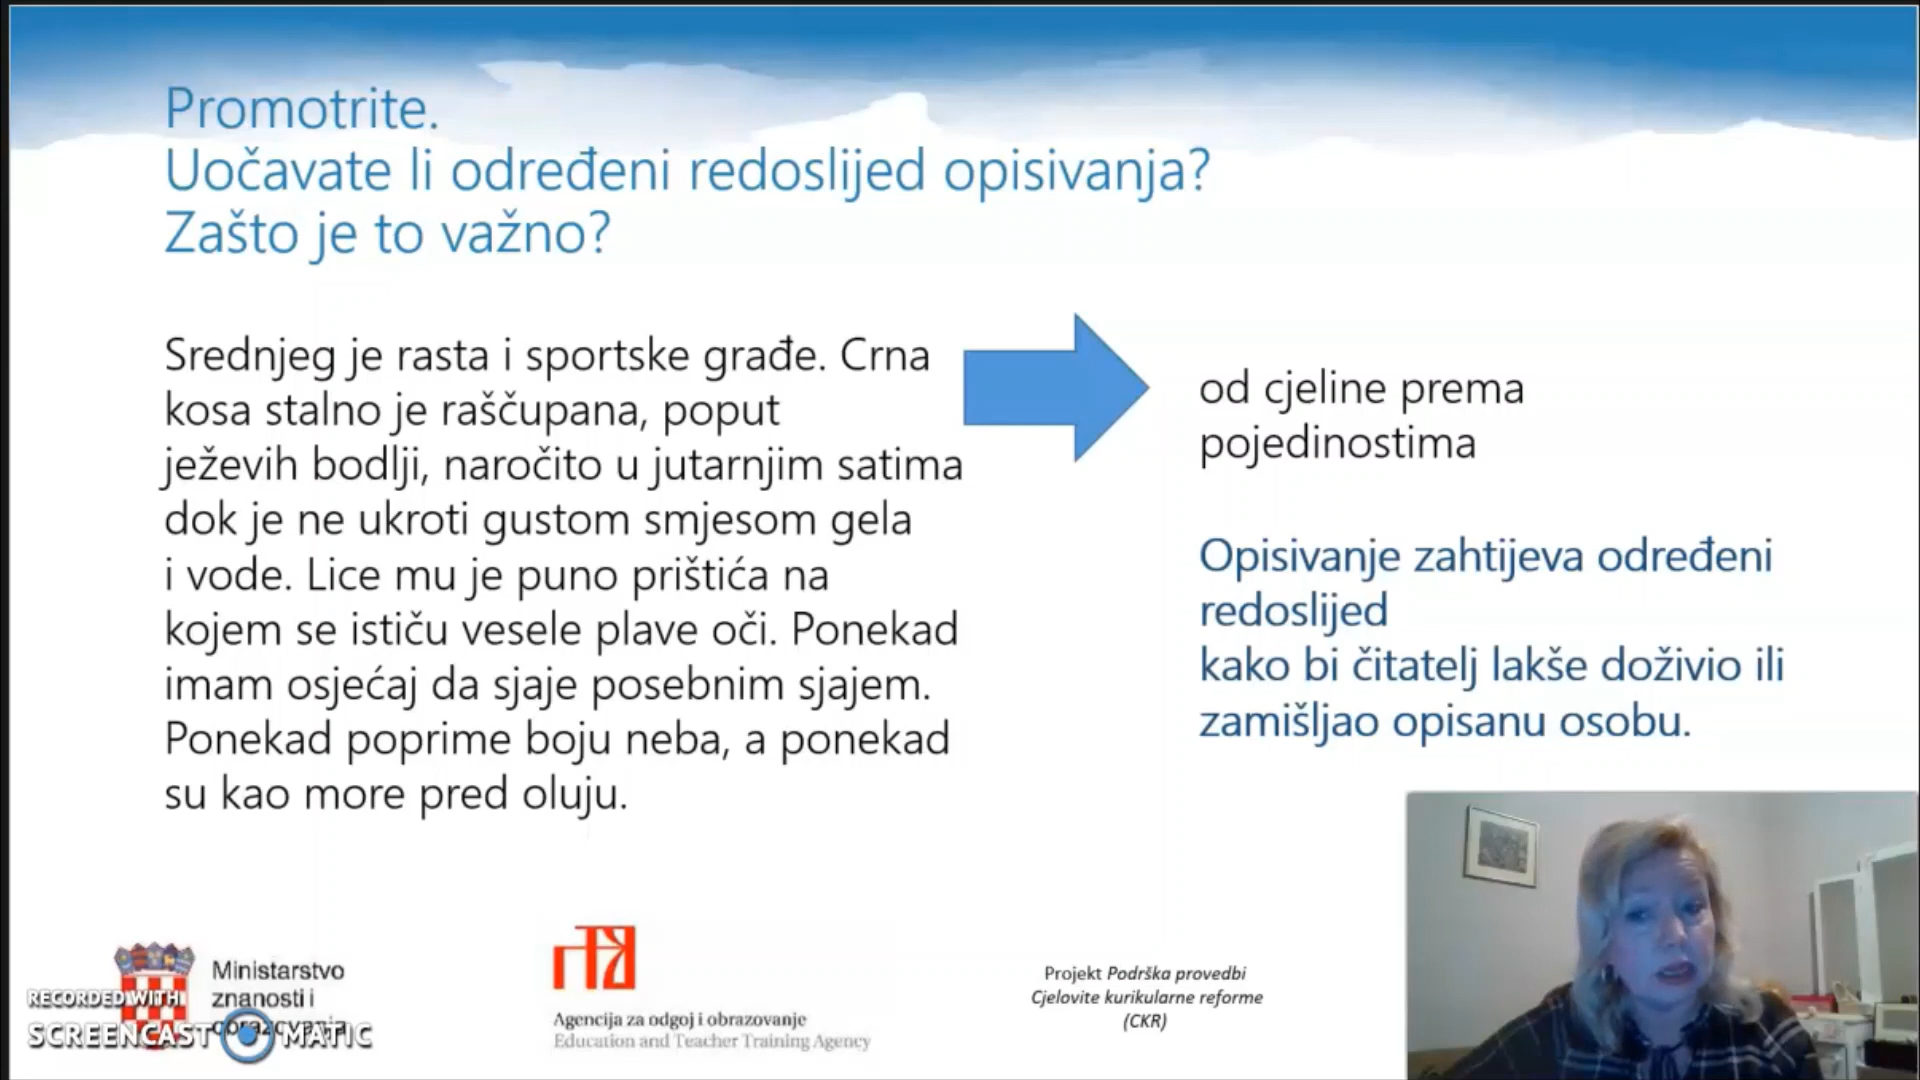 Promotrite.
Uočavate li određeni redoslijed opisivanja?
Zašto je to važno?
Srednjeg je rasta i sportske građe. Crna
kosa stalno je raščupana, poput
ježevih bodlji, naročito u jutarnjim satima
dok je ne ukroti gustom smjesom gela
i vode. Lice mu je puno prištića na
kojem se ističu vesele plave oči. Ponekad
imam osjećaj da sjaje posebnim sjajem.
Ponekad poprime boju neba, a ponekad
su kao more pred oluju.
od cjeline prema
pojedinostima
Opisivanje zahtijeva određeni
redoslijed
kako bi čitatelj lakše doživio ili
zamišljao opisanu osobu.
Ministarstvo
znanosti i
obrazovanja
RECORDED WITH
SCREENCAST MATIC
Agencija za odgoj i obrazovanje
Education and Teacher Training Agency
Projekt Podrška provedbi
Cjelovite kurikularne reforme
(CKR)